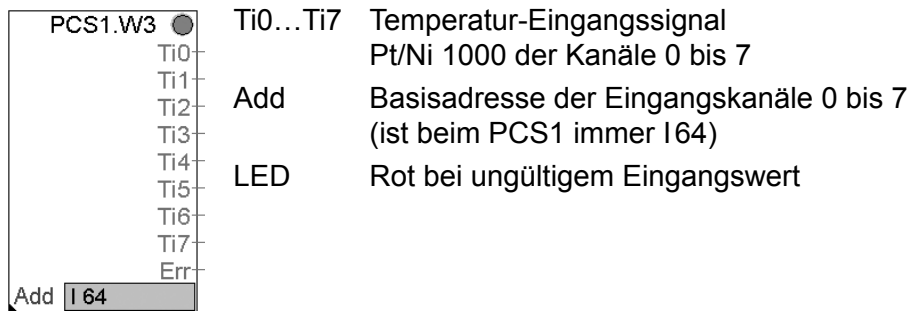 PCS1.W3
Ti0
Ti1
Ti2
Ti3
Ti4
Ti5
Ti6
Ti7
Err
Add I 64
Ti0…Ti7 Temperatur-Eingangssignal
Pt/Ni 1000 der Kanäle 0 bis 7
Add Basisadresse der Eingangskanäle 0 bis 7
(ist beim PCS1 immer I 64)
LED Rot bei ungültigem Eingangswert